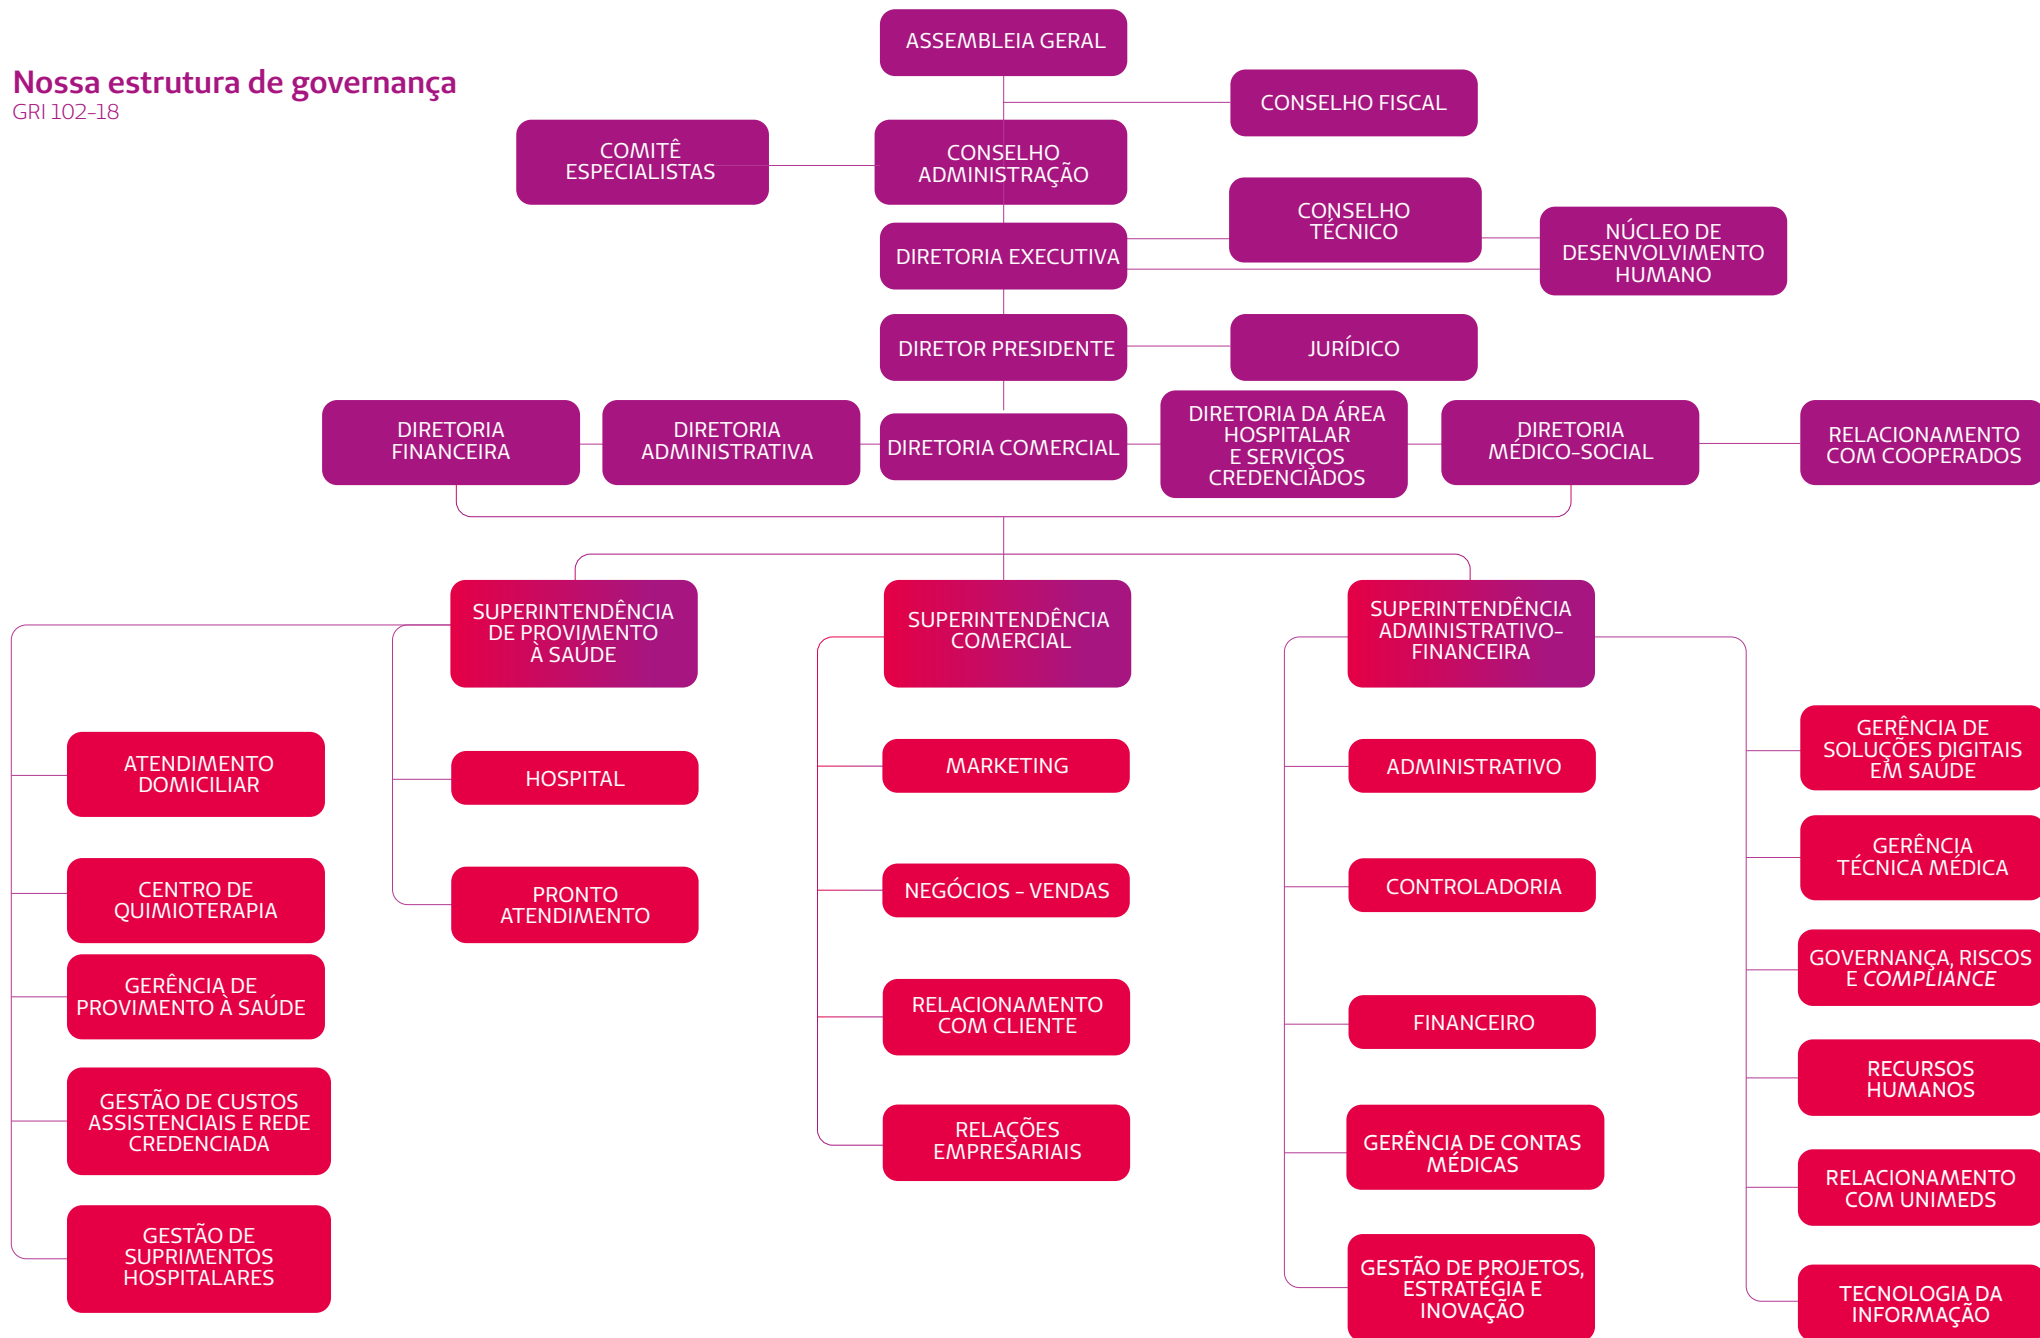 Nossa estrutura de governança
GRI 102-18
ASSEMBLEIA GERAL
CONSELHO FISCAL
COMITÊ
ESPECIALISTAS
CONSELHO
ADMINISTRAÇÃO
CONSELHO
TÉCNICO
NÚCLEO DE
DESENVOLVIMENTO
HUMANO
DIRETORIA EXECUTIVA
DIRETOR PRESIDENTE
JURÍDICO
DIRETORIA
FINANCEIRA
DIRETORIA
ADMINISTRATIVA
DIRETORIA COMERCIAL
DIRETORIA DA ÁREA
HOSPITALAR
E SERVIÇOS
CREDENCIADOS
DIRETORIA
MÉDICO-SOCIAL
RELACIONAMENTO
COM COOPERADOS
SUPERINTENDÊNCIA
DE PROVIMENTO
À SAÚDE
SUPERINTENDÊNCIA
COMERCIAL
SUPERINTENDÊNCIA
ADMINISTRATIVO-
FINANCEIRA
ATENDIMENTO
DOMICILIAR
CENTRO DE
QUIMIOTERAPIA
GERÊNCIA DE
PROVIMENTO À SAÚDE
GESTÃO DE CUSTOS
ASSISTENCIAIS E REDE
CREDENCIADA
GESTÃO DE
SUPRIMENTOS
HOSPITALARES
HOSPITAL
PRONTO
ATENDIMENTO
MARKETING
NEGÓCIOS - VENDAS
RELACIONAMENTO
COM CLIENTE
RELAÇÕES
EMPRESARIAIS
ADMINISTRATIVO
CONTROLADORIA
FINANCEIRO
GERÊNCIA DE CONTAS
MÉDICAS
GESTÃO DE PROJETOS,
ESTRATÉGIA E
INOVAÇÃO
GERÊNCIA DE
SOLUÇÕES DIGITAIS
EM SAÚDE
GERÊNCIA
TÉCNICA MÉDICA
GOVERNANÇA, RISCOS
E COMPLIANCE
RECURSOS
HUMANOS
RELACIONAMENTO
COM UNIMEDS
TECNOLOGIA DA
INFORMAÇÃO